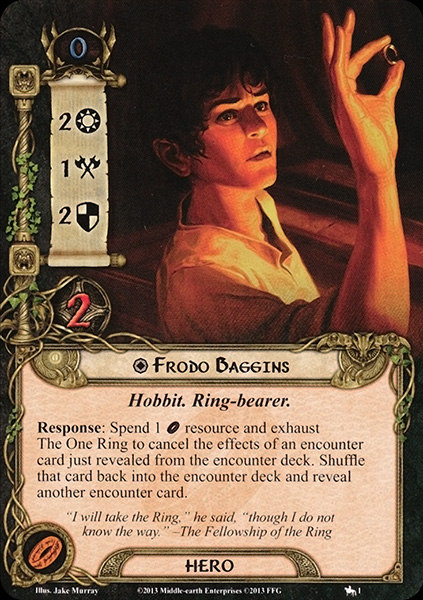 0
2
1
2
2
Frodo Baggins
Hobbit. Ring-bearer.
Response: Spend 1 resource and exhaust
The One Ring to cancel the effects of an encounter
card just revealed from the encounter deck. Shuffle
that card back into the encounter deck and reveal
another encounter card.
“I will take the Ring,” he said, “though I do not
know the way.” –The Fellowship of the Ring
HERO
Illus. Jake Murray ©2013 Middle-earth Enterprises ©2013 FFG 1